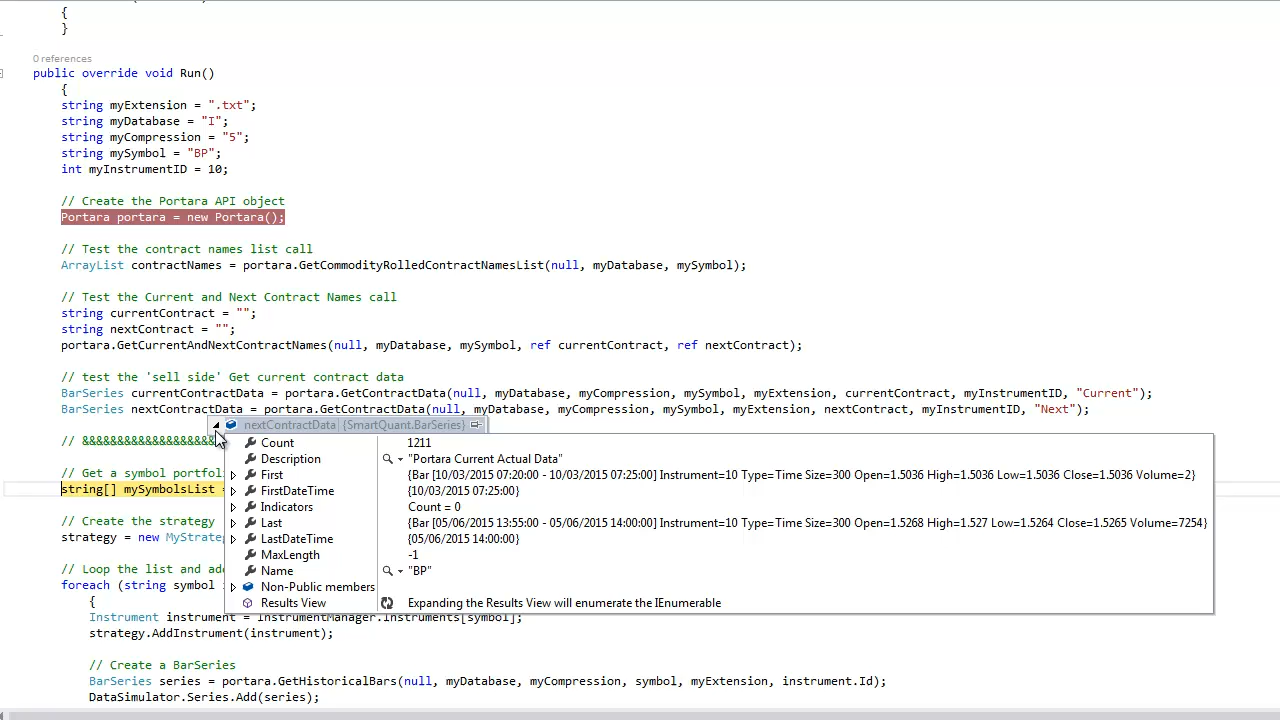 {
}
0 references
public override void Run()
{
string myExtension = ".txt";
string myDatabase = "I";
string myCompression = "5";
string mySymbol = "BP";
int myInstrumentID = 10;
// Create the Portara API object
Portara portara = new Portara();
// Test the contract names list call
ArrayList contractNames = portara.GetCommodityRolledContractNamesList(null, myDatabase, mySymbol);
// Test the Current and Next Contract Names call
string currentContract = "";
string nextContract = "";
portara.GetCurrentAndNextContractNames(null, myDatabase, mySymbol, ref currentContract, ref nextContract);
// test the 'sell side' Get current contract data
BarSeries currentContractData = portara.GetContractData(null, myDatabase, myCompression, mySymbol, myExtension, currentContract, myInstrumentID, "Current");
BarSeries nextContractData = portara.GetContractData(null, myDatabase, myCompression, mySymbol, myExtension, nextContract, myInstrumentID, "Next");
nextContractData {SmartQuant.BarSeries}
// &&&&&&&&&&&&&&&&&&&
Count 1211
Description "Portara Current Actual Data"
// Get a symbol portfoli
First {Bar [10/03/2015 07:20:00 - 10/03/2015 07:25:00] Instrument=10 Type=Time Size=300 Open=1.5036 High=1.5036 Low=1.5036 Close=1.5036 Volume=2}
string[] mySymbolsList =
FirstDateTime {10/03/2015 07:25:00}
Indicators Count = 0
// Create the strategy
Last {Bar [05/06/2015 13:55:00 - 05/06/2015 14:00:00] Instrument=10 Type=Time Size=300 Open=1.5268 High=1.527 Low=1.5264 Close=1.5265 Volume=7254}
strategy = new MyStrateg
LastDateTime {05/06/2015 14:00:00}
MaxLength -1
// Loop the list and add
Name "BP"
foreach (string symbol i
Non-Public members
{
Results View Expanding the Results View will enumerate the IEnumerable
Instrument instrument = InstrumentManager.Instruments[symbol];
strategy.AddInstrument(instrument);
// Create a BarSeries
BarSeries series = portara.GetHistoricalBars(null, myDatabase, myCompression, symbol, myExtension, instrument.Id);
DataSimulator.Series.Add(series);